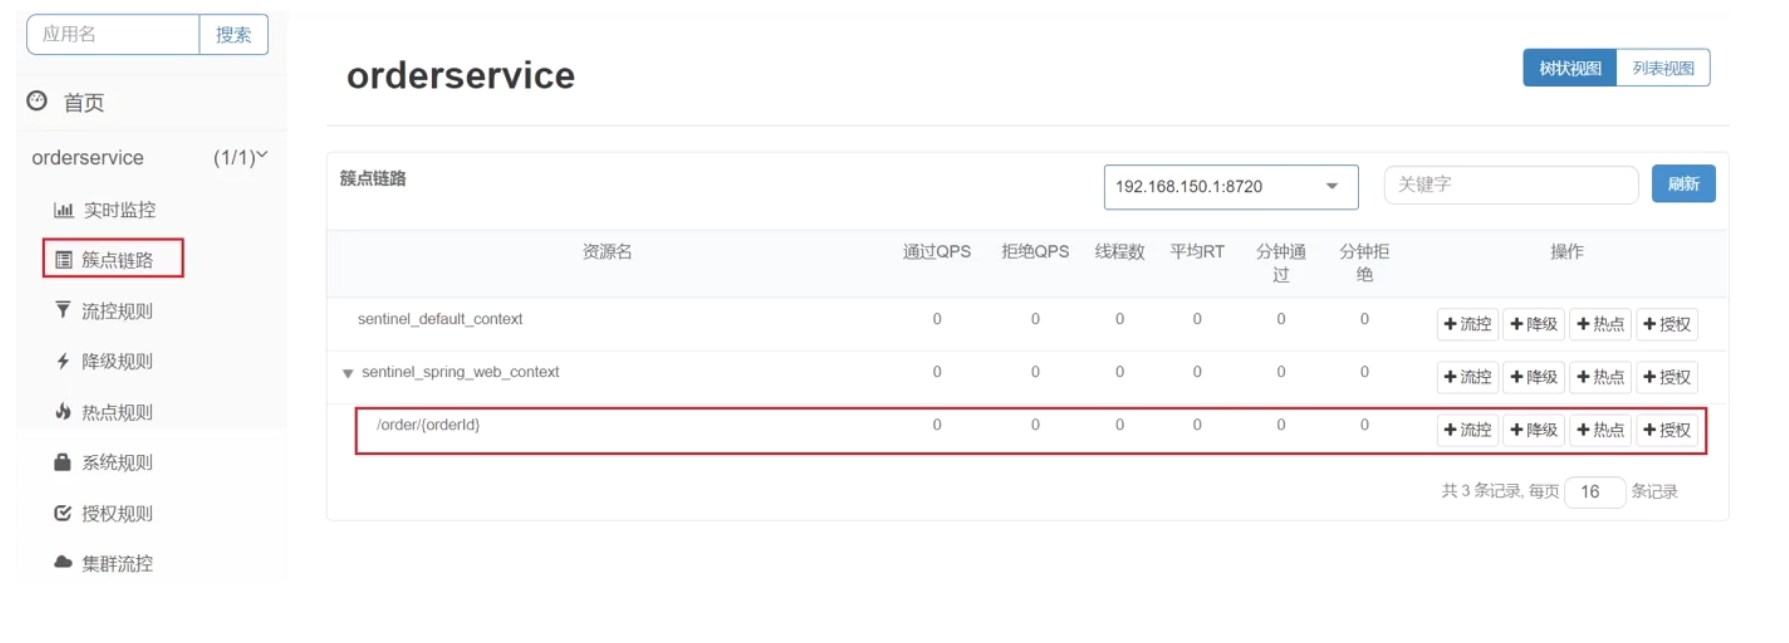 应用名 搜索
首页
orderservice (1/1)
实时监控
簇点链路
流控规则
降级规则
热点规则
系统规则
授权规则
集群流控
orderservice 树状视图 列表视图
簇点链路 192.168.150.1:8720 关键字 刷新
资源名 通过QPS 拒绝QPS 线程数 平均RT 分钟通过 分钟拒绝 操作
sentinel_default_context 0 0 0 0 0 0 +流控 +降级 +热点 +授权
sentinel_spring_web_context 0 0 0 0 0 0 +流控 +降级 +热点 +授权
/order/{orderId} 0 0 0 0 0 0 +流控 +降级 +热点 +授权
共 3 条记录, 每页 16 条记录